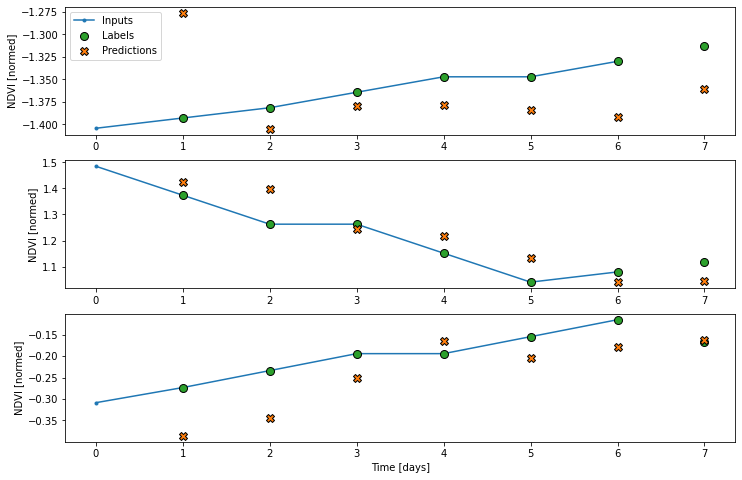 NDVI [normed]
−1.275
−1.300
−1.325
−1.350
−1.375
−1.400
Inputs
Labels
Predictions
0 1 2 3 4 5 6 7
NDVI [normed]
1.5
1.4
1.3
1.2
1.1
0 1 2 3 4 5 6 7
NDVI [normed]
−0.15
−0.20
−0.25
−0.30
−0.35
0 1 2 3 4 5 6 7
Time [days]